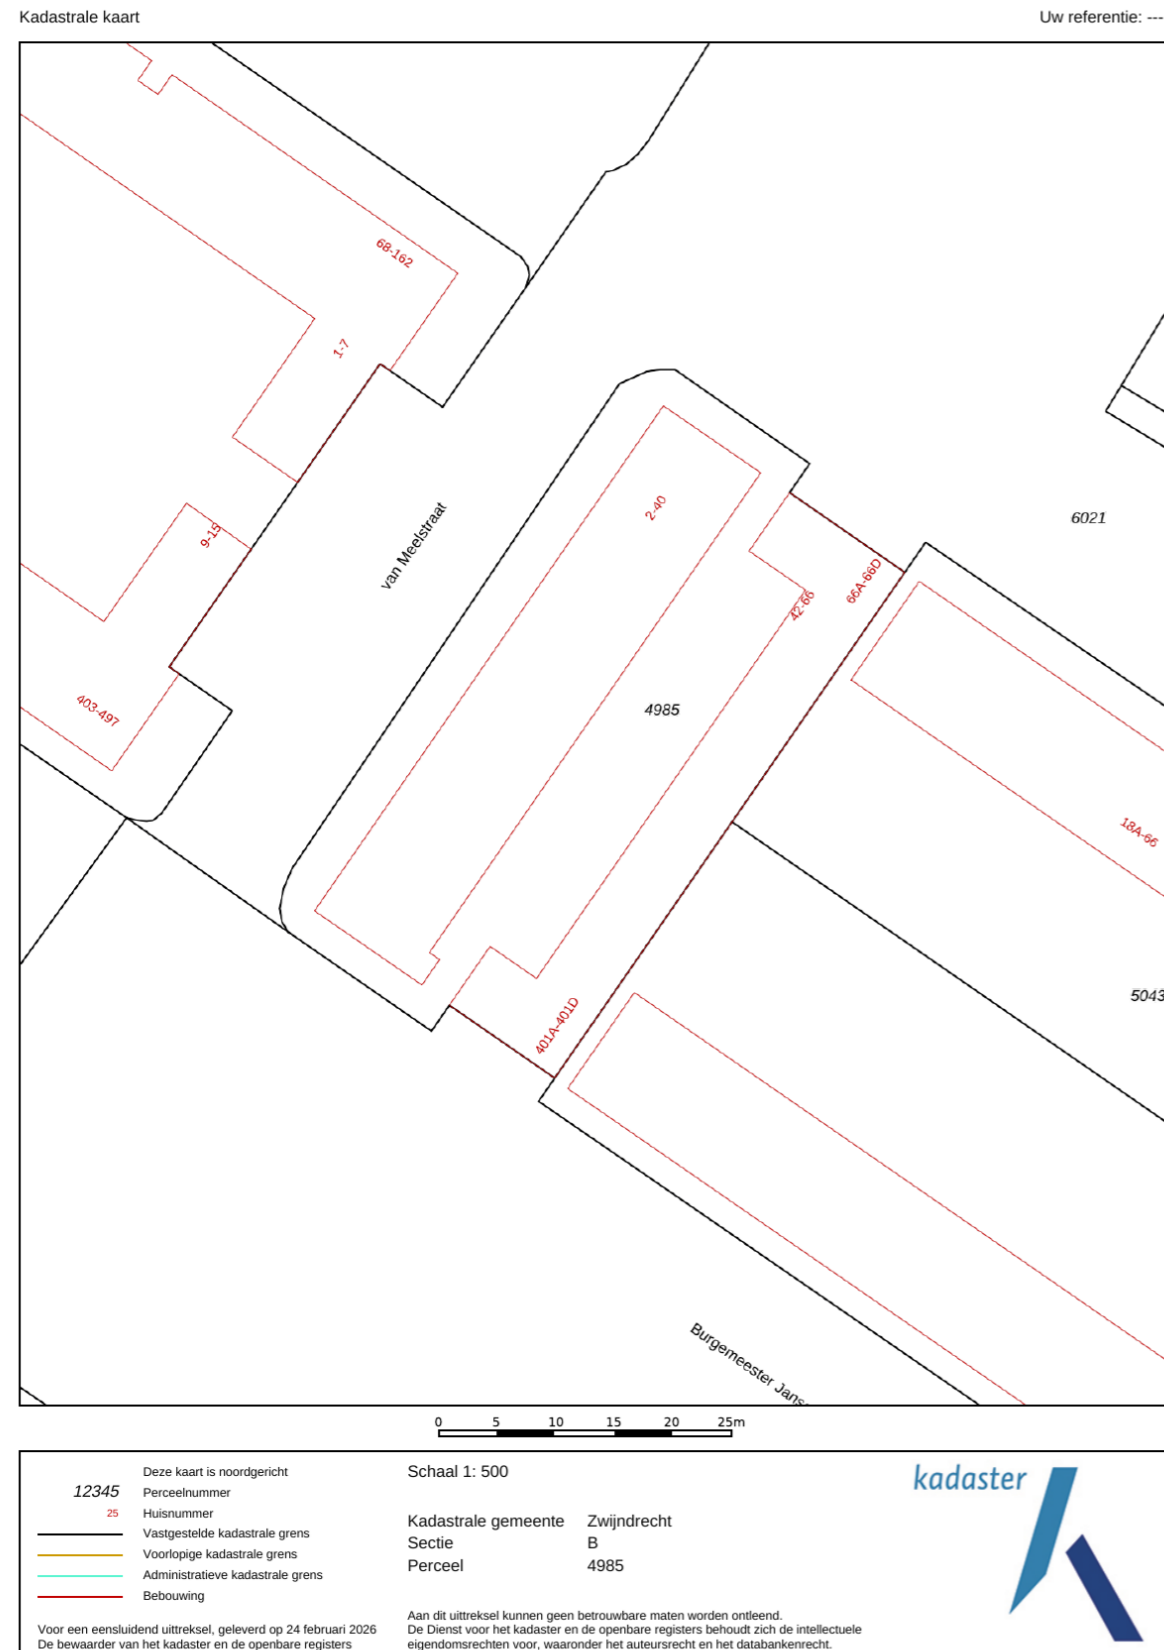 Kadastrale kaart
Uw referentie: ---
68-162
1-7
9-15
van Meelstraat
2-40
6021
66A-66D
42-66
4985
403-497
18A-66
5043
401A-401D
Burgemeester
0 5 10 15 20 25m
Deze kaart is noordgericht
12345 Perceelnummer
25 Huisnummer
Vastgestelde kadastrale grens
Voorlopige kadastrale grens
Administratieve kadastrale grens
Bebouwing
Voor een eensluidend uittreksel, geleverd op 24 februari 2026
De bewaarder van het kadaster en de openbare registers
Schaal 1: 500
Kadastrale gemeente Zwijndrecht
Sectie B
Perceel 4985
Aan dit uittreksel kunnen geen betrouwbare maten worden ontleend.
De Dienst voor het kadaster en de openbare registers behoudt zich de intellectuele
eigendomsrechten voor, waaronder het auteursrecht en het databankenrecht.
kadaster